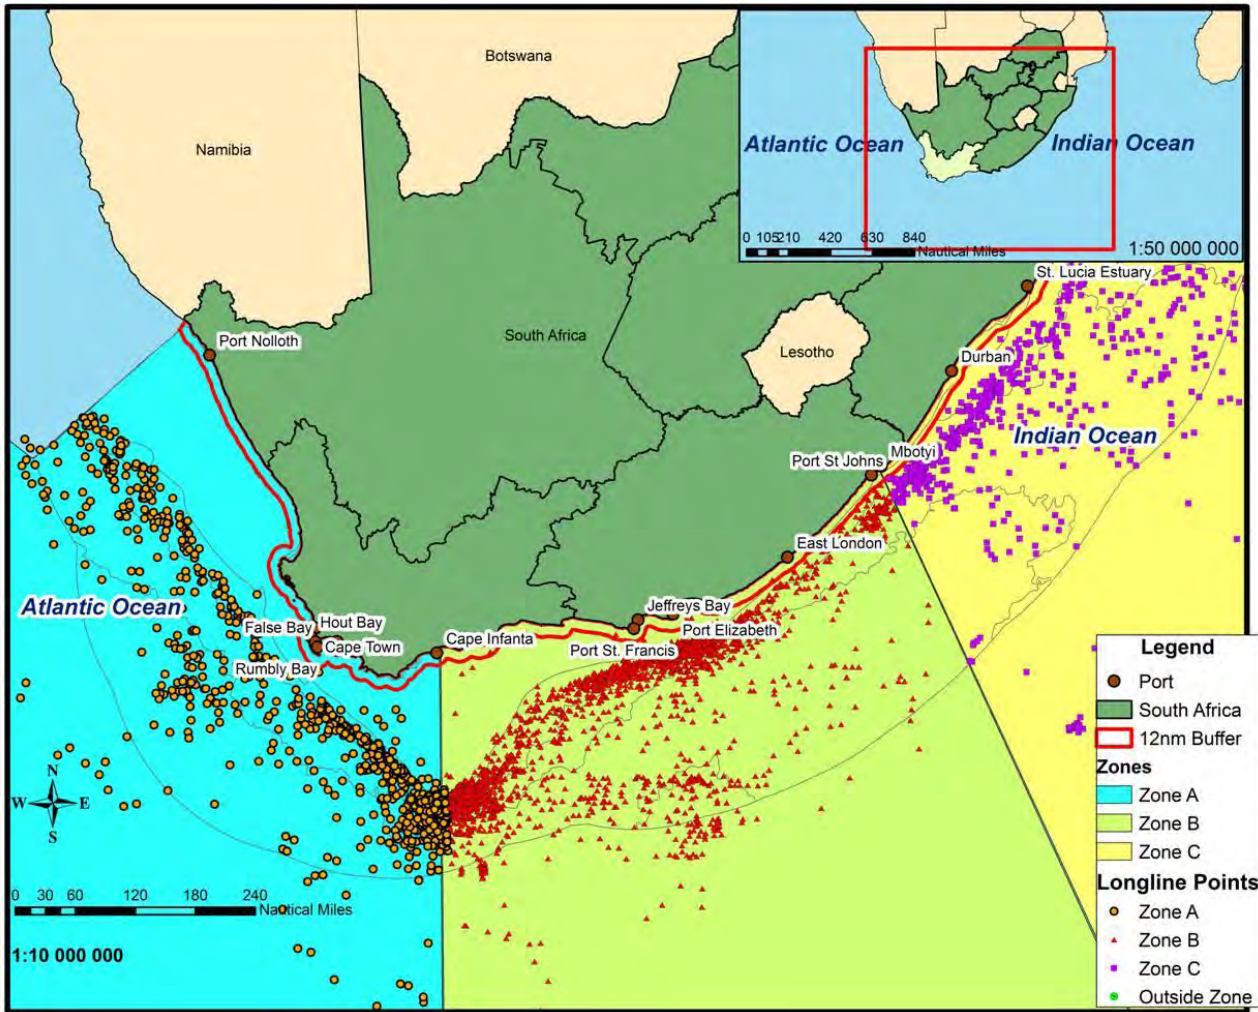 Botswana
Namibia
Atlantic Ocean
Indian Ocean
0 105 210 420 630 840
Nautical Miles
1:50 000 000
St. Lucia Estuary
Port Nolloth
South Africa
Lesotho
Durban
Indian Ocean
Mbotyi
Port St Johns
East London
Atlantic Ocean
Jeffreys Bay
Hout Bay
False Bay
Port Elizabeth
Cape Infanta
Cape Town
Port St. Francis
Rumbly Bay
N
W E
S
0 30 60 120 180 240
Nautical Miles
1:10 000 000
Legend
Port
South Africa
12nm Buffer
Zones
Zone A
Zone B
Zone C
Longline Points
Zone A
Zone B
Zone C
Outside Zone